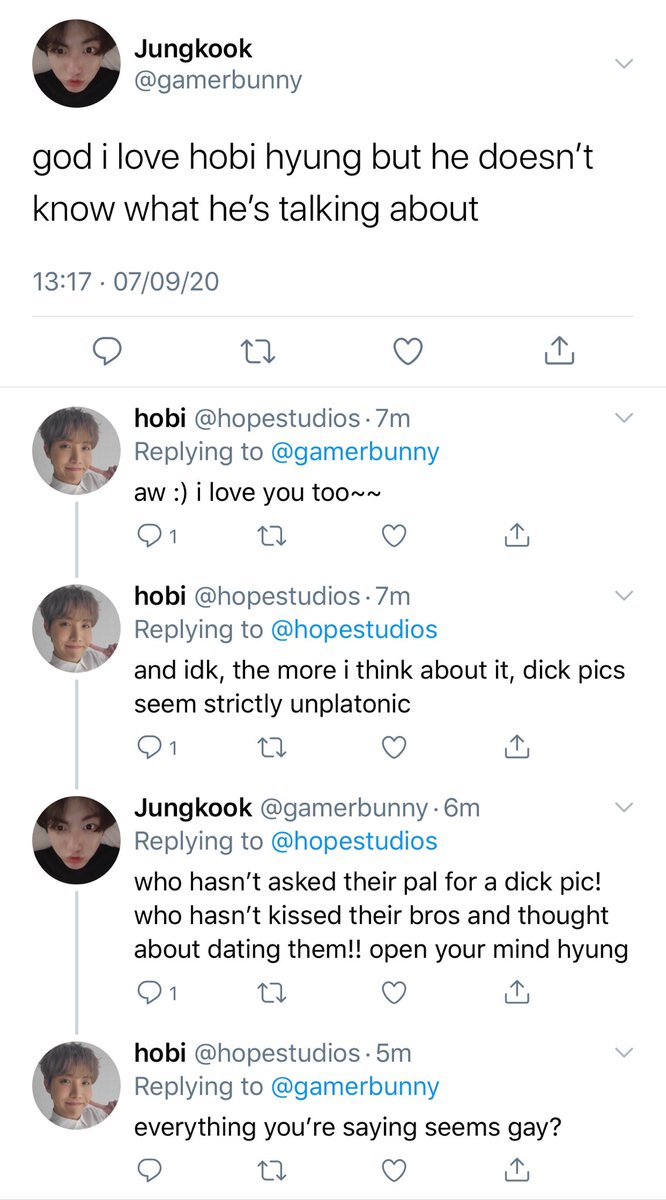 Jungkook
@gamerbunny
god i love hobi hyung but he doesn't
know what he's talking about
13:17 · 07/09/20
hobi @hopestudios · 7m
Replying to @gamerbunny
aw :) i love you too~~
1
hobi @hopestudios · 7m
Replying to @hopestudios
and idk, the more i think about it, dick pics
seem strictly unplatonic
1
Jungkook @gamerbunny · 6m
Replying to @hopestudios
who hasn't asked their pal for a dick pic!
who hasn't kissed their bros and thought
about dating them!! open your mind hyung
1
hobi @hopestudios · 5m
Replying to @gamerbunny
everything you're saying seems gay?